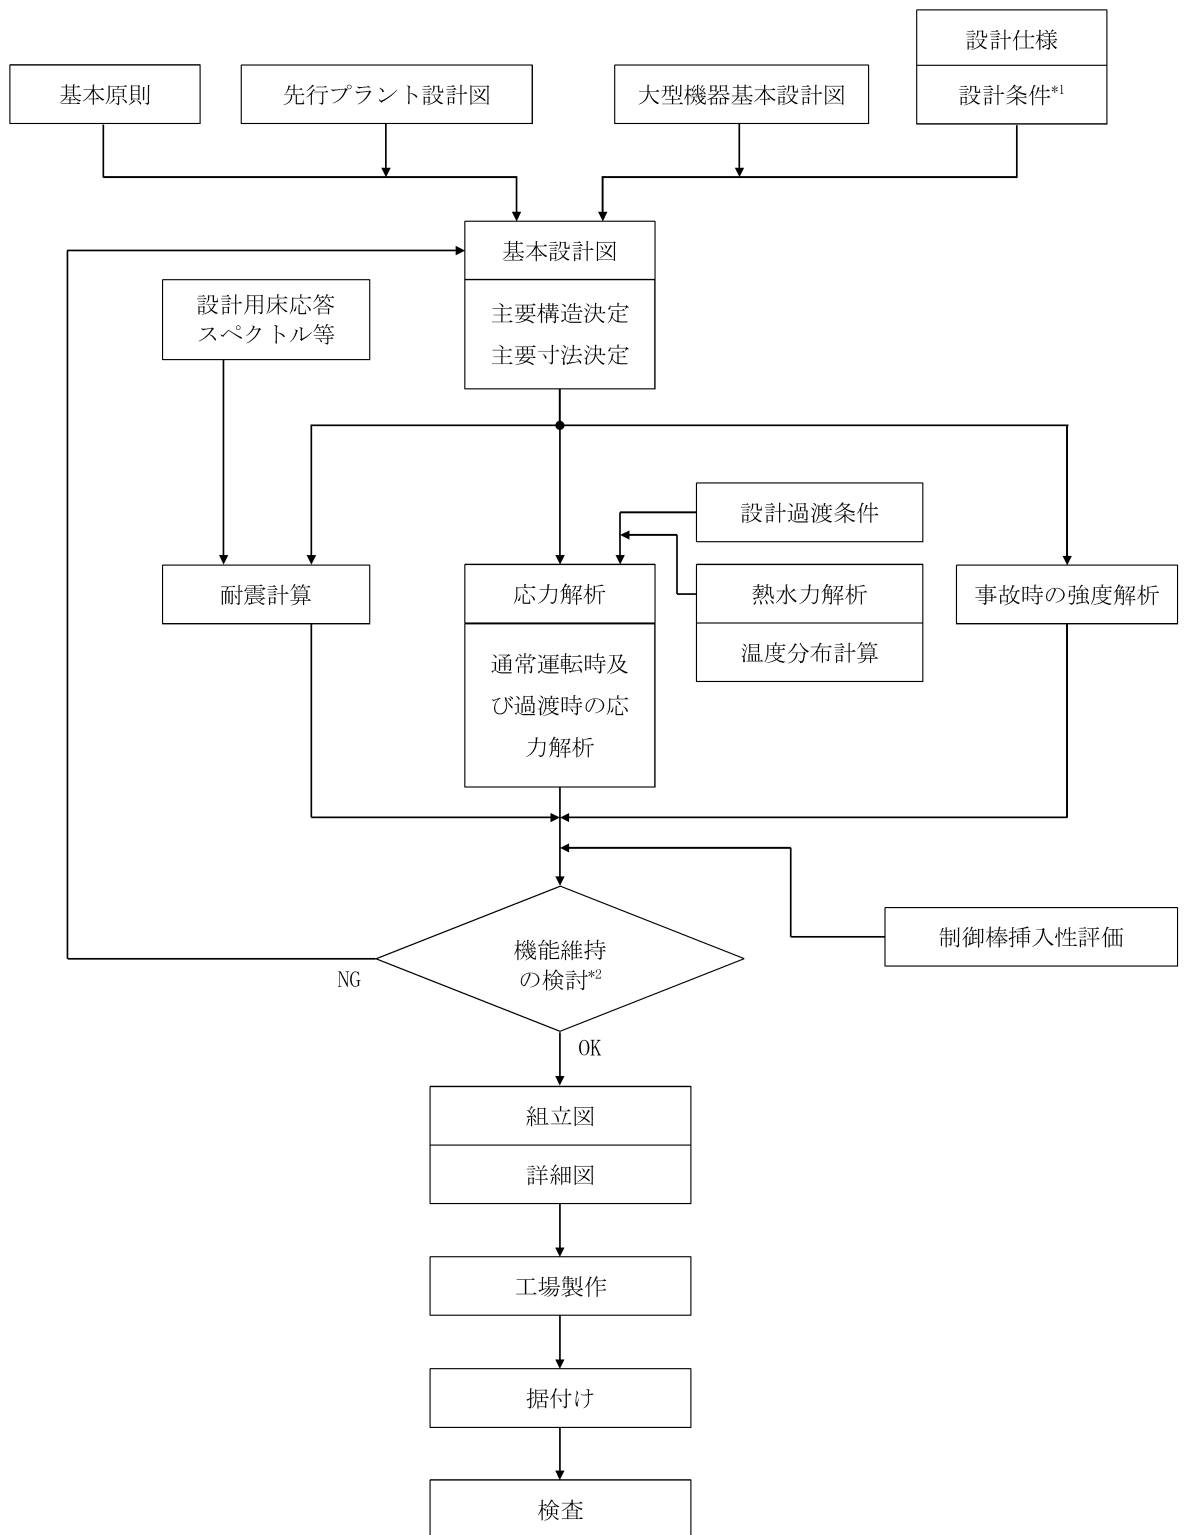 設計仕様
基本原則
先行プラント設計図
大型機器基本設計図
設計条件*1
基本設計図
設計用床応答
スペクトル等
主要構造決定
主要寸法決定
設計過渡条件
耐震計算
応力解析
熱水力解析
事故時の強度解析
温度分布計算
通常運転時及
び過渡時の応
力解析
制御棒挿入性評価
機能維持
の検討*2
NG
OK
組立図
詳細図
工場製作
据付け
検査